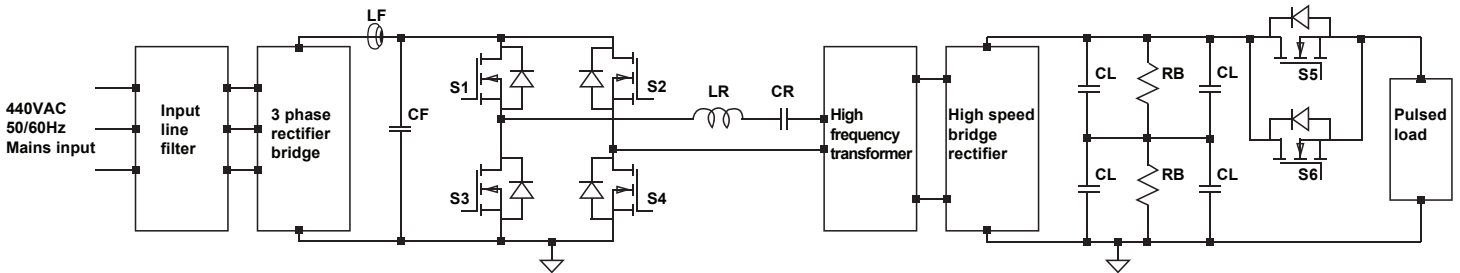 LF
440VAC
50/60Hz
Mains input
Input
line
filter
3 phase
rectifier
bridge
CF
S1
S2
S3
S4
LR
CR
High
frequency
transformer
High speed
bridge
rectifier
CL
RB
CL
CL
RB
CL
S5
S6
Pulsed
load